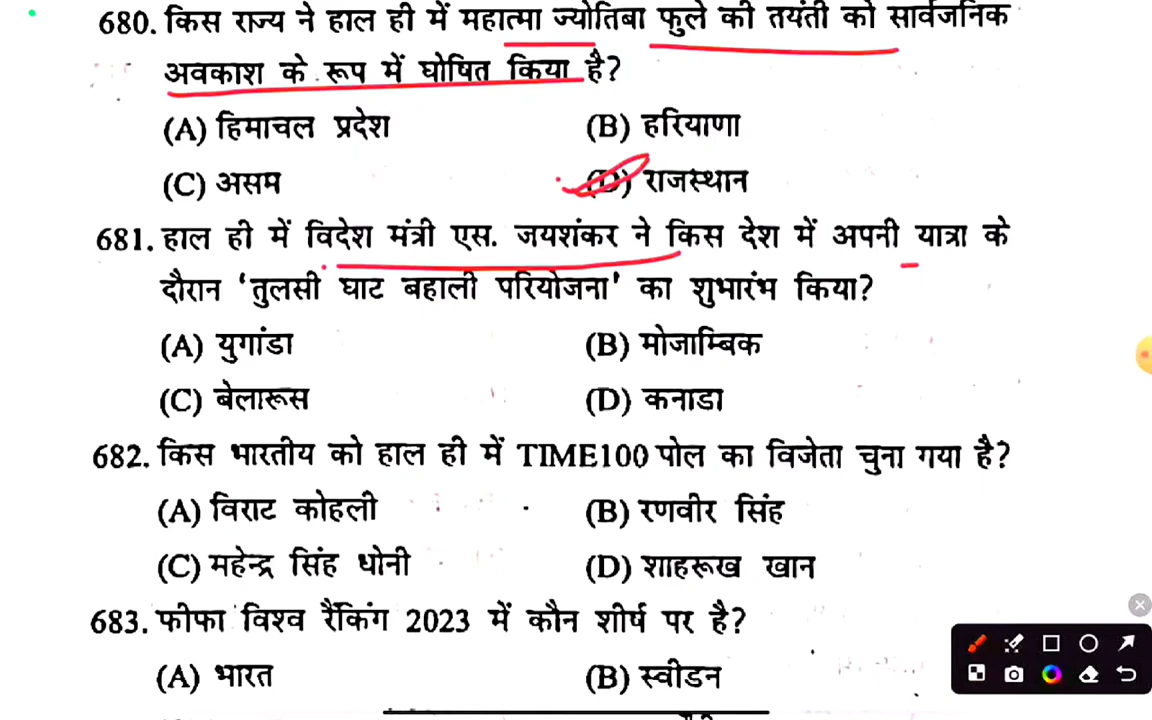 680. किस राज्य ने हाल ही में महात्मा ज्योतिबा फुले की तयंती को सार्वजनिक
अवकाश के रूप में घोषित किया है?
(A) हिमाचल प्रदेश (B) हरियाणा
(C) असम (D) राजस्थान
681. हाल ही में विदेश मंत्री एस. जयशंकर ने किस देश में अपनी यात्रा के
दौरान ‘तुलसी घाट बहाली परियोजना’ का शुभारंभ किया?
(A) युगांडा (B) मोजाम्बिक
(C) बेलारूस (D) कनाडा
682. किस भारतीय को हाल ही में TIME100 पोल का विजेता चुना गया है?
(A) विराट कोहली (B) रणवीर सिंह
(C) महेन्द्र सिंह धोनी (D) शाहरूख खान
683. फीफा विश्व रैंकिंग 2023 में कौन शीर्ष पर है?
(A) भारत (B) स्वीडन